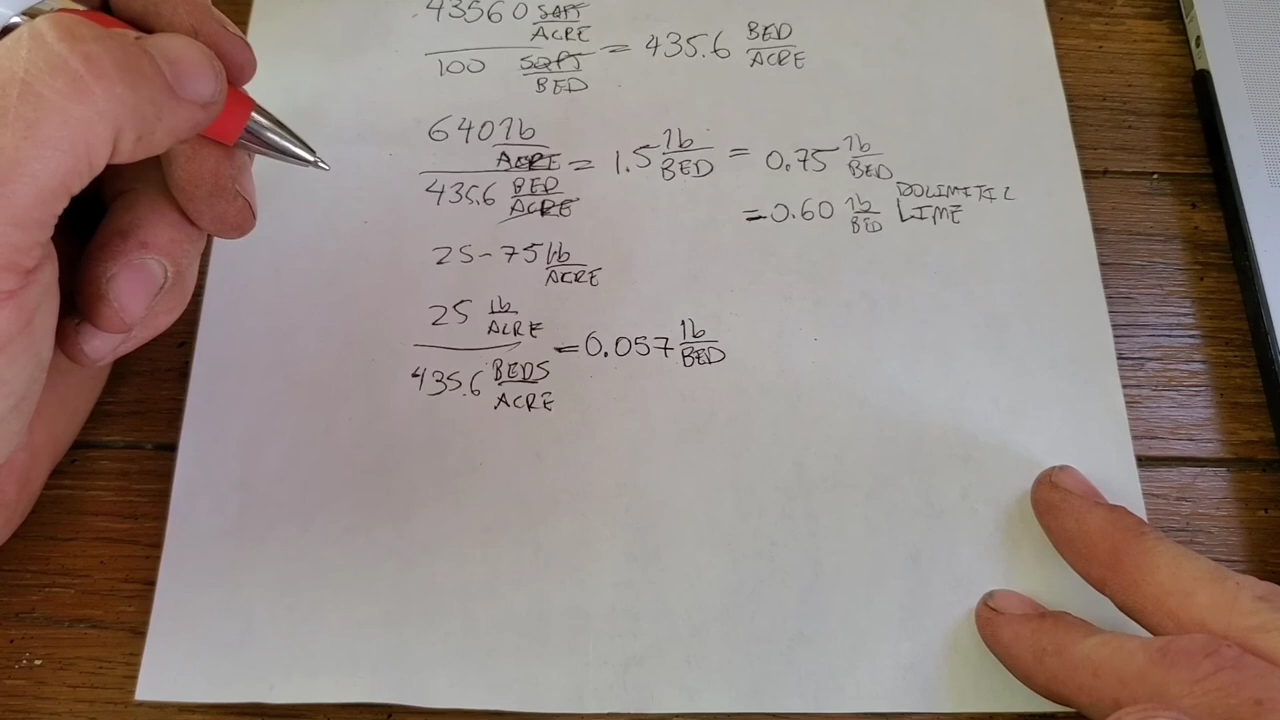 43560 SQFT/ACRE
100 SQFT/BED = 435.6 BED/ACRE
640 lb/ACRE
435.6 BED/ACRE = 1.5 lb/BED = 0.75 lb/BED
= 0.60 lb/BED DOLIMITIC LIME
25-75 lb/ACRE
25 lb/ACRE
435.6 BEDS/ACRE = 0.057 lb/BED